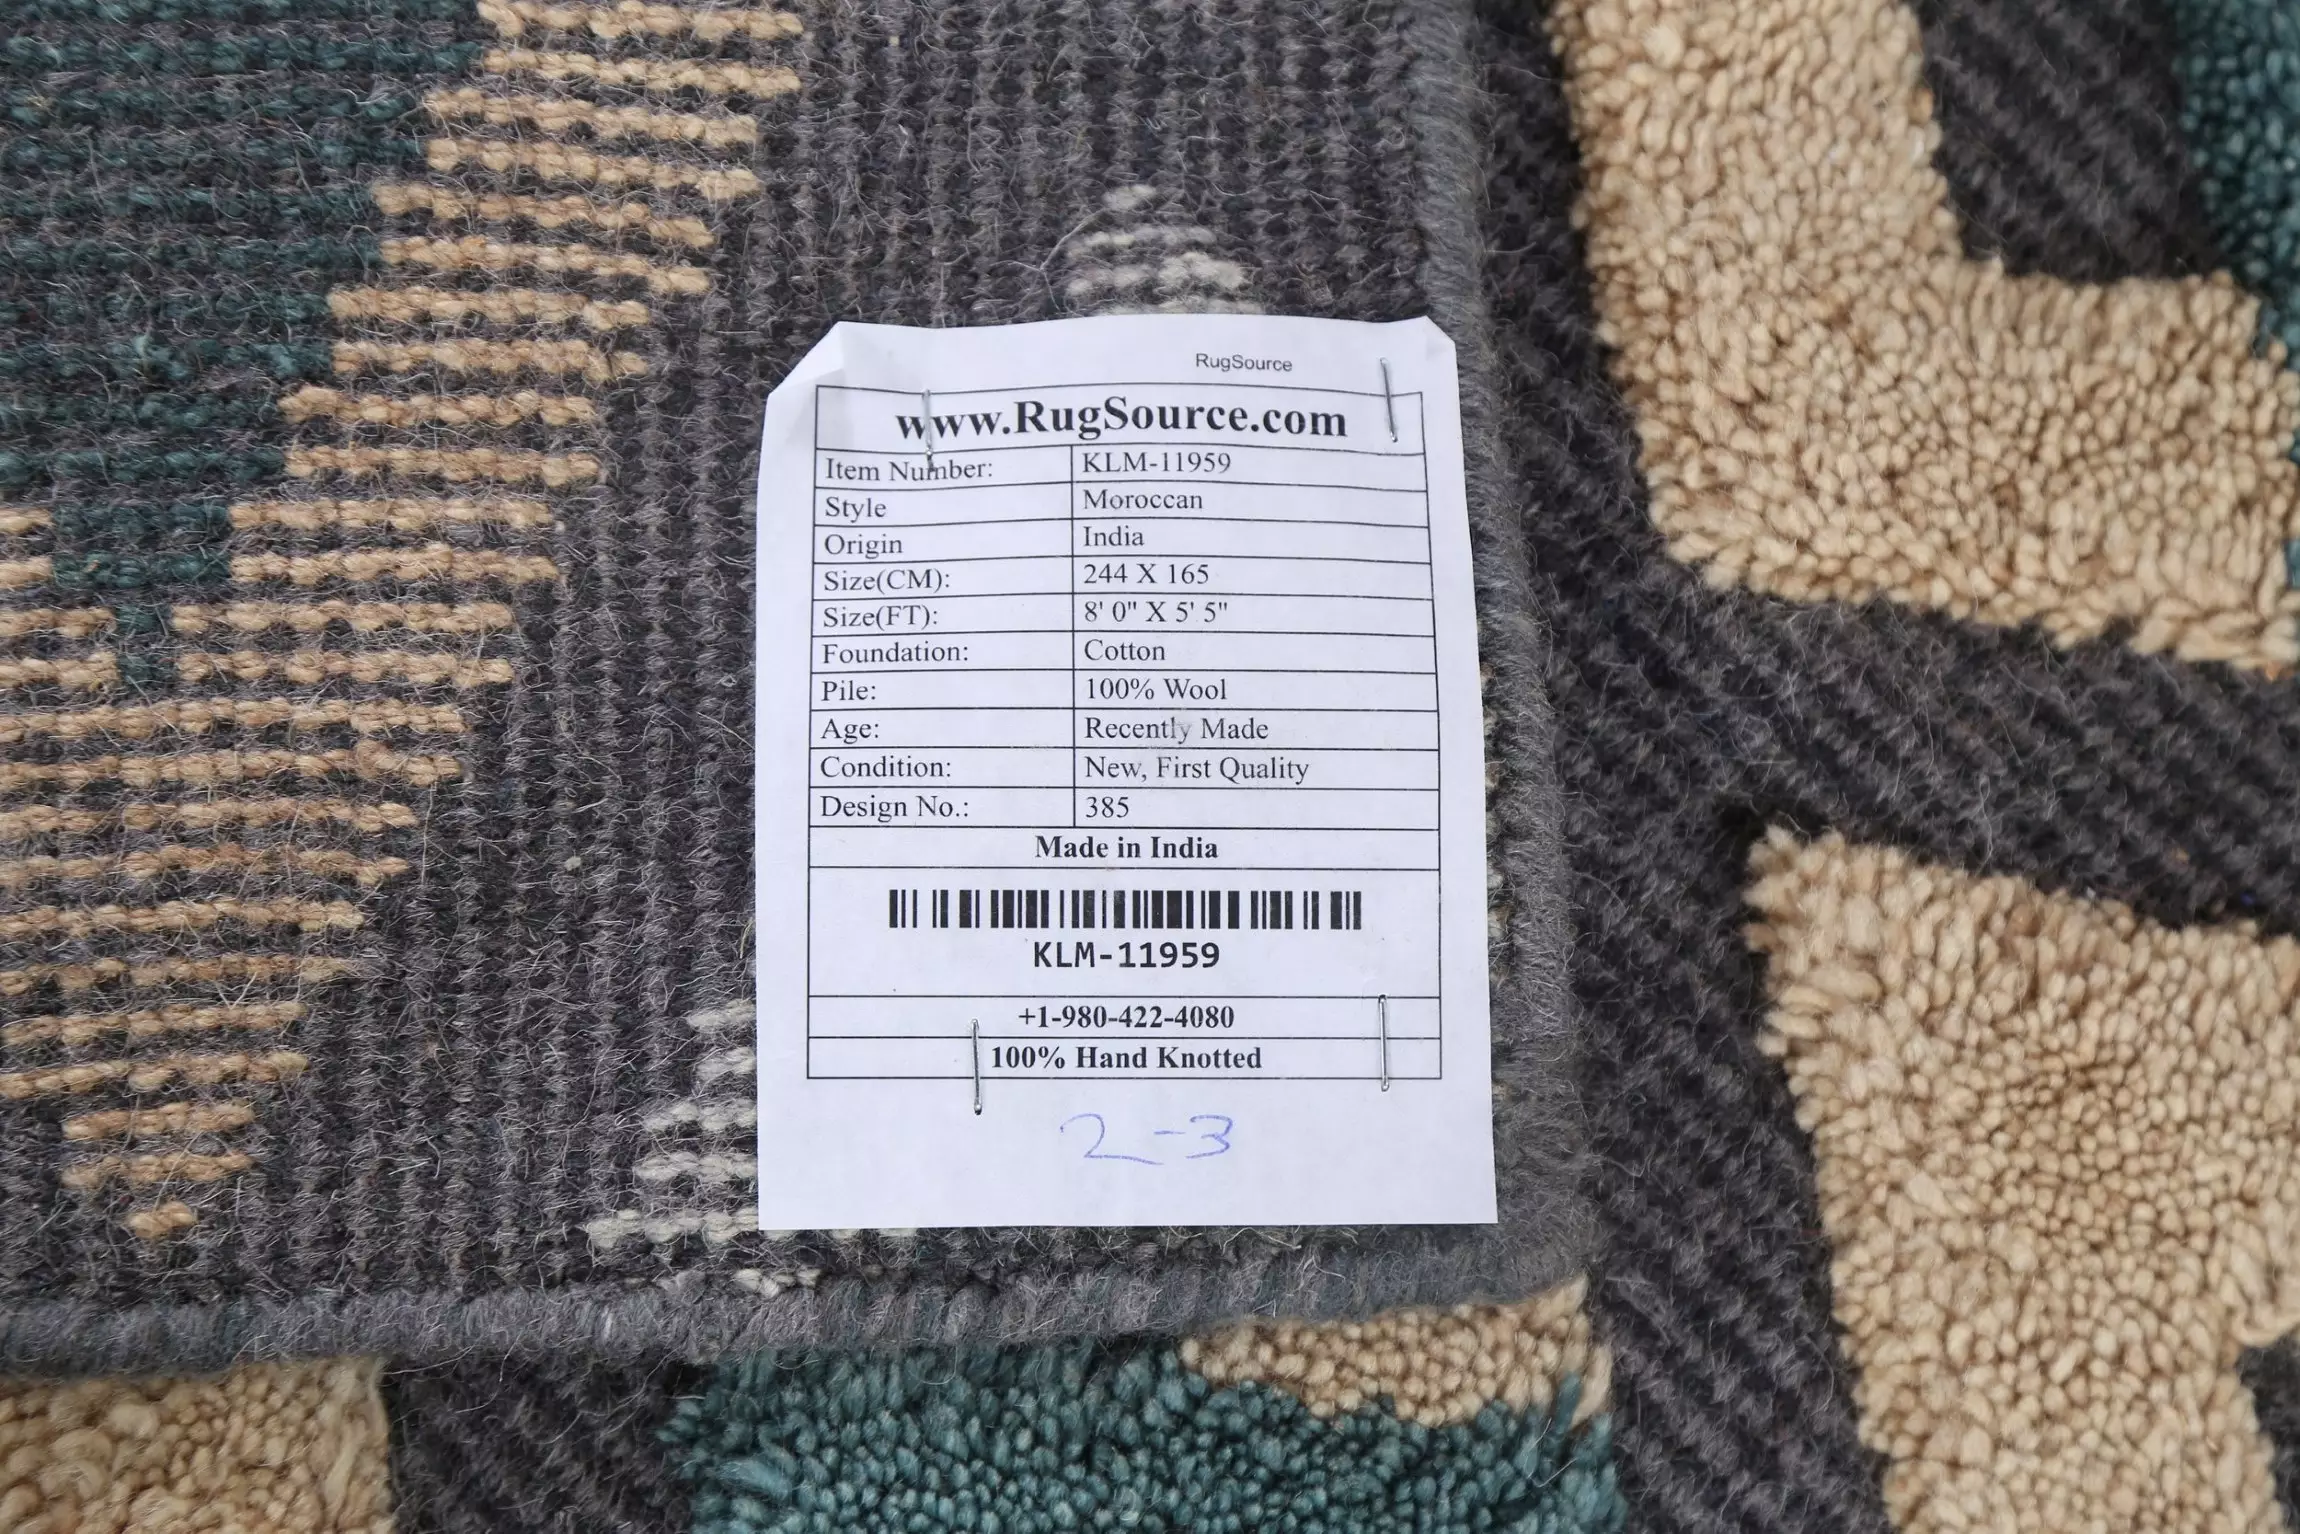 RugSource
www.RugSource.com
Item Number: KLM-11959
Style Moroccan
Origin India
Size(CM): 244 X 165
Size(FT): 8' 0" X 5' 5"
Foundation: Cotton
Pile: 100% Wool
Age: Recently Made
Condition: New, First Quality
Design No.: 385
Made in India
KLM-11959
+1-980-422-4080
100% Hand Knotted
2-3